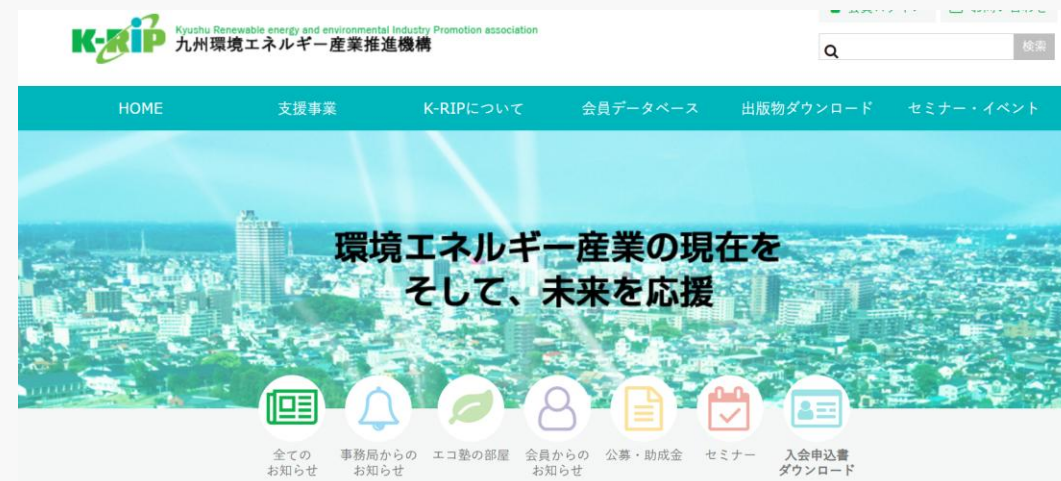 K-RIP
Kyushu Renewable energy and environmental Industry Promotion association
九州環境エネルギー産業推進機構
検索
HOME
支援事業
K-RIPについて
会員データベース
出版物ダウンロード
セミナー・イベント
環境エネルギー産業の現在を
そして、未来を応援
全ての
お知らせ
事務局からの
お知らせ
エコ塾の部屋
会員からの
お知らせ
公募・助成金
セミナー
入会申込書
ダウンロード